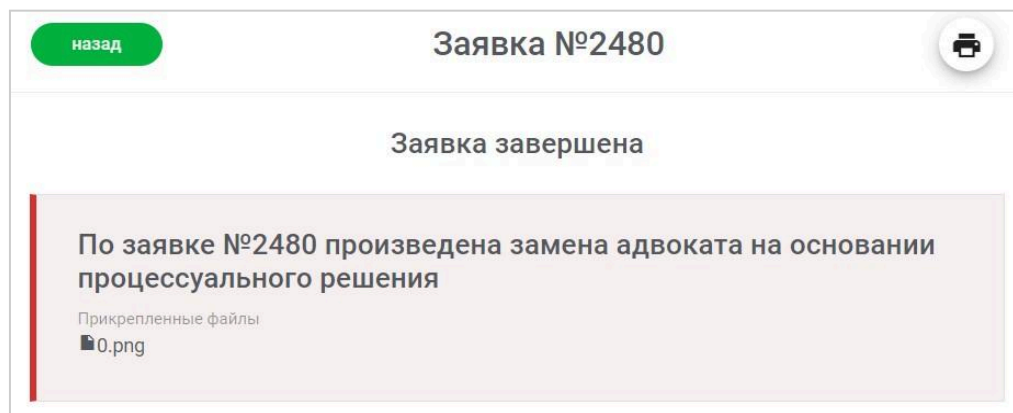 назад
Заявка №2480
Заявка завершена
По заявке №2480 произведена замена адвоката на основании
процессуального решения
Прикрепленные файлы
0.png